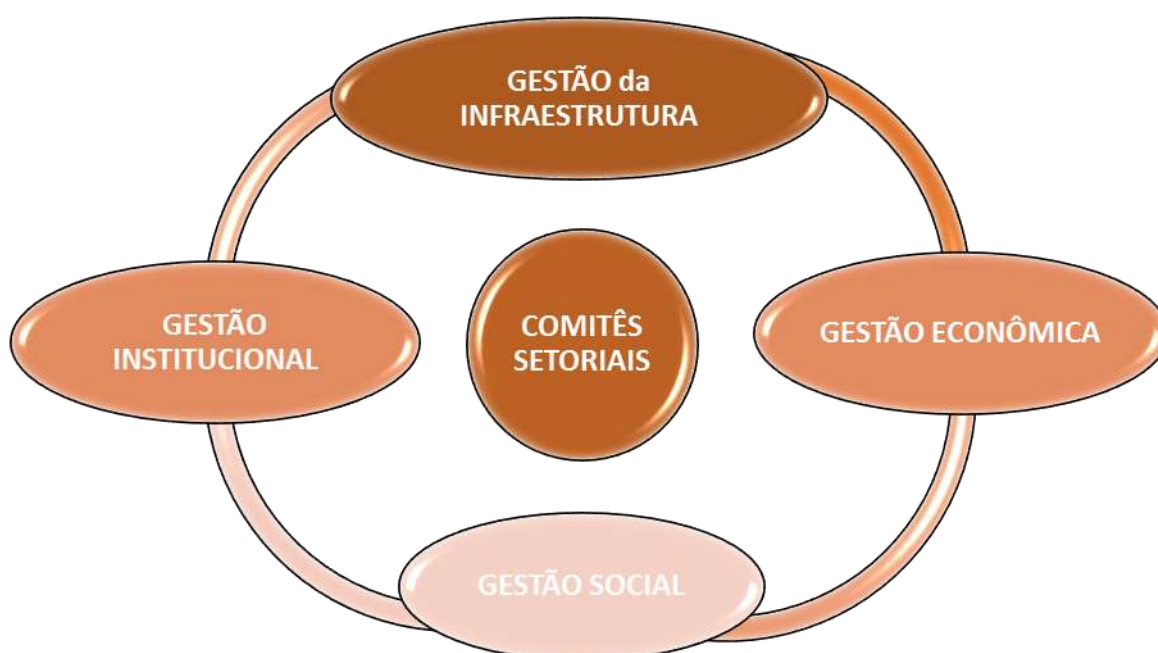 GESTÃO da
INFRAESTRUTURA
GESTÃO
INSTITUCIONAL
COMITÊS
SETORIAIS
GESTÃO ECONÔMICA
GESTÃO SOCIAL